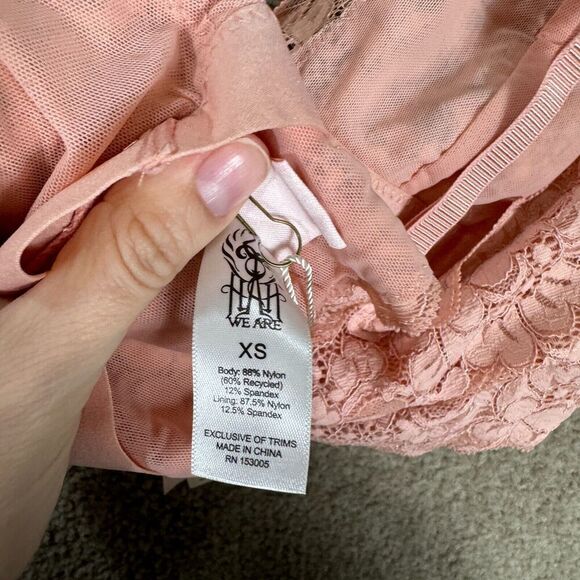 HAH
WE ARE
XS
Body: 88% Nylon
(60% Recycled)
12% Spandex
Lining: 87.5% Nylon
12.5% Spandex
EXCLUSIVE OF TRIMS
MADE IN CHINA
RN 153005